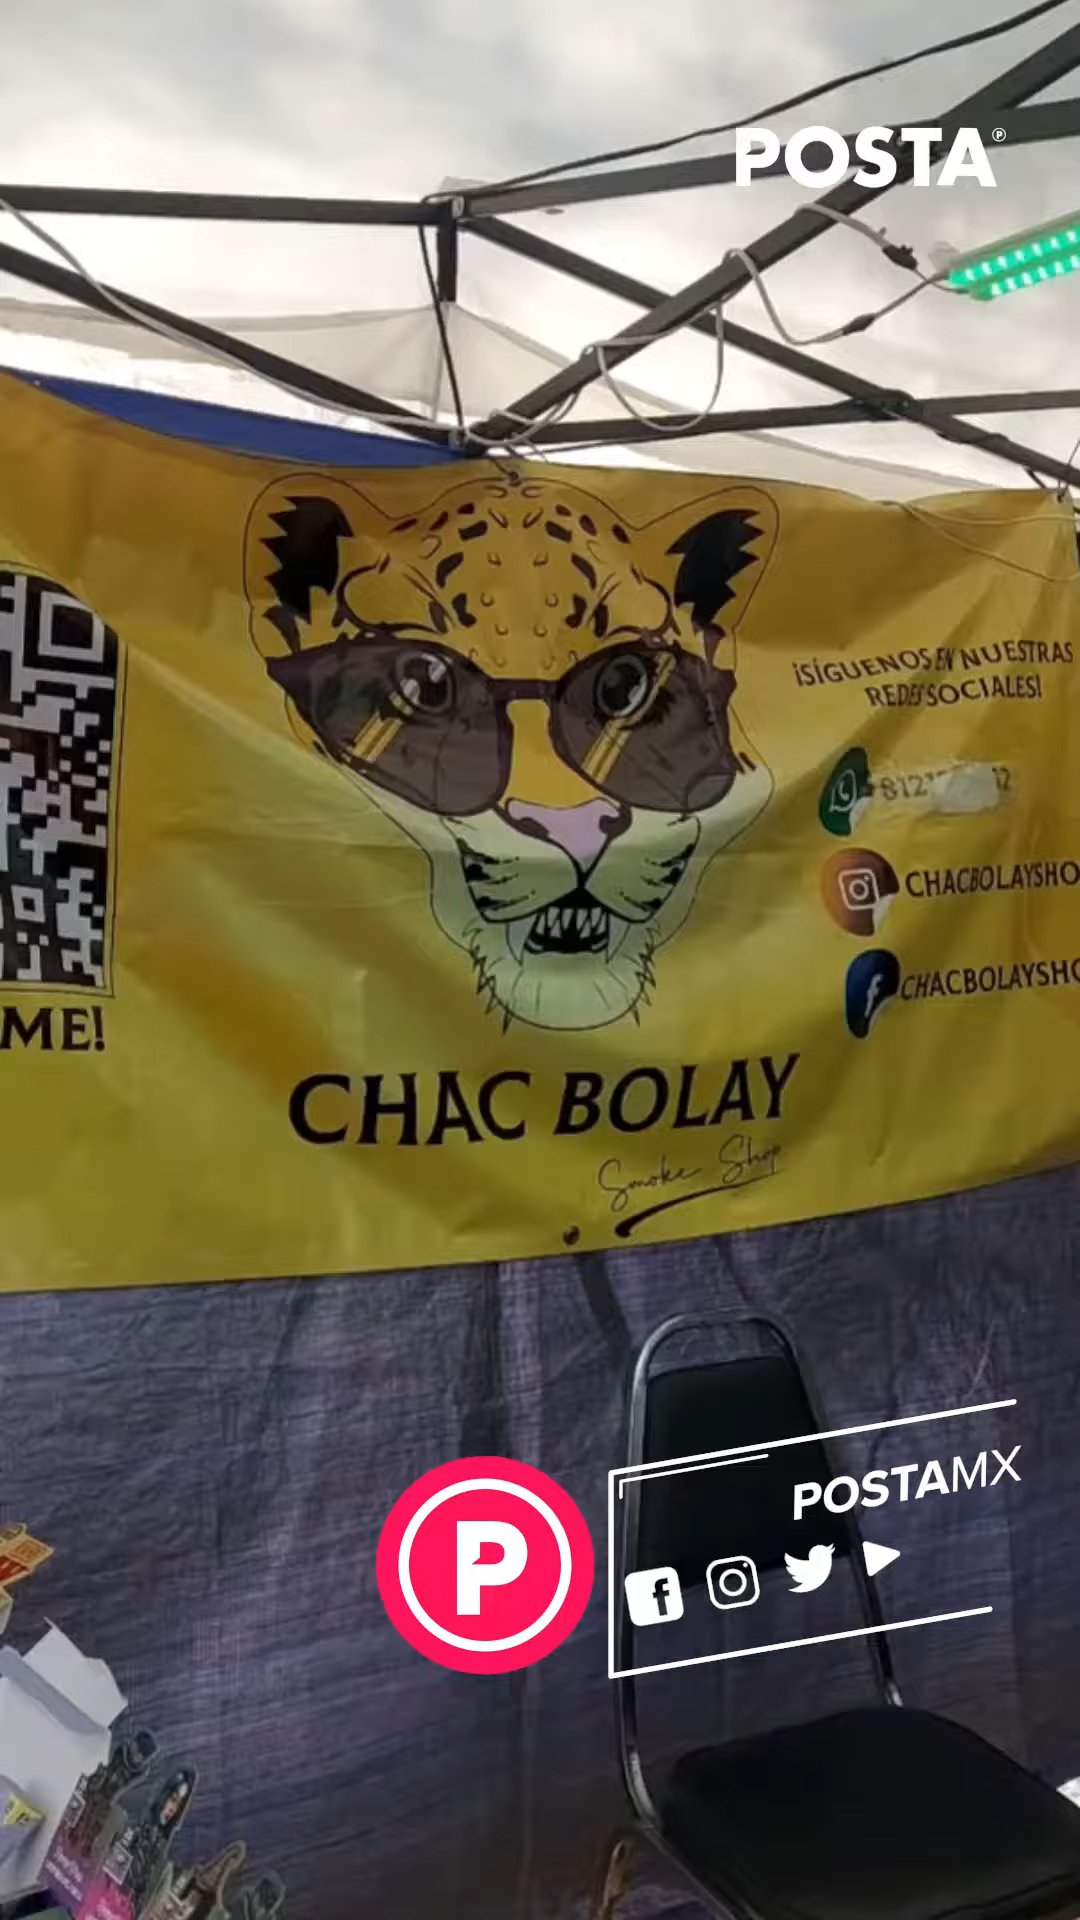 POSTA
¡SÍGUENOS EN NUESTRAS
REDES SOCIALES!
CHACBOLAYSHO
CHACBOLAYSHO
ME!
CHAC BOLAY
Smoke Shop
POSTAMX
P